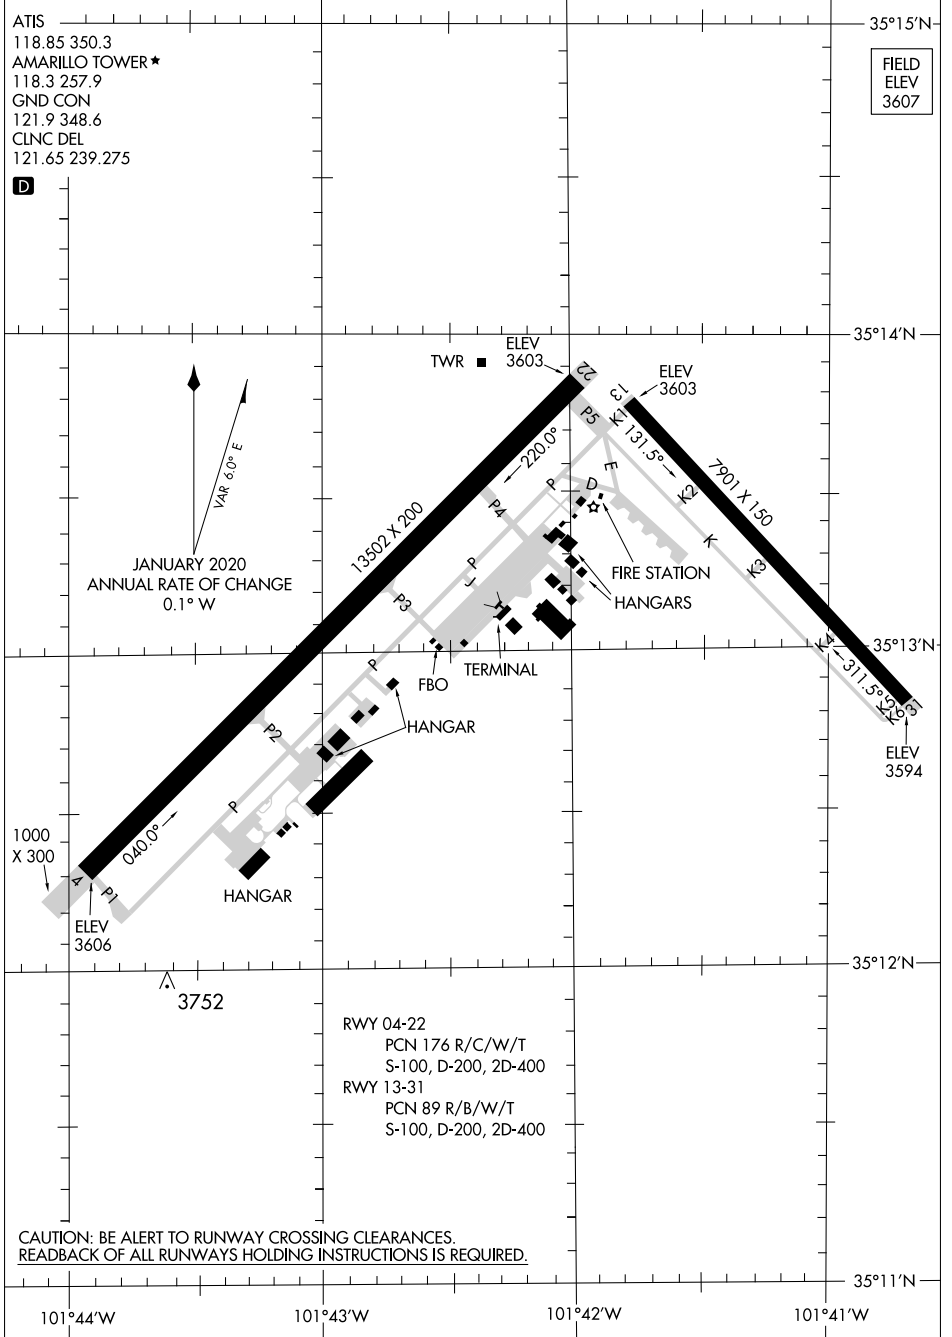 ATIS
118.85 350.3
AMARILLO TOWER★
118.3 257.9
GND CON
121.9 348.6
CLNC DEL
121.65 239.275
D
35°15'N
FIELD
ELEV
3607
35°14'N
TWR
ELEV
3603
22
13
ELEV
3603
VAR 6.0° E
JANUARY 2020
ANNUAL RATE OF CHANGE
0.1° W
P5
K1
131.5°
220.0°
E
7901 X 150
P
D
K2
P4
13502 X 200
K
P
J
FIRE STATION
K3
P3
HANGARS
K4
35°13'N
TERMINAL
FBO
P
311.5°
K5
K6
31
P2
HANGAR
ELEV
3594
P
040.0°
1000
X 300
4
P1
HANGAR
ELEV
3606
35°12'N
3752
RWY 04-22
PCN 176 R/C/W/T
S-100, D-200, 2D-400
RWY 13-31
PCN 89 R/B/W/T
S-100, D-200, 2D-400
CAUTION: BE ALERT TO RUNWAY CROSSING CLEARANCES.
READBACK OF ALL RUNWAYS HOLDING INSTRUCTIONS IS REQUIRED.
35°11'N
101°44'W
101°43'W
101°42'W
101°41'W